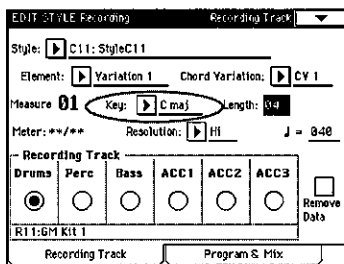 EDIT STYLE Recording Recording Track
Style: C11: StyleC11
Element: Variation 1 Chord Variation: CV 1
Measure 01 Key: C maj Length: 04
Meter: **/** Resolution: Hi ♩ = 040
Recording Track
Drums Perc Bass ACC1 ACC2 ACC3
Remove
Data
R11:GM Kit 1
Recording Track Program & Mix